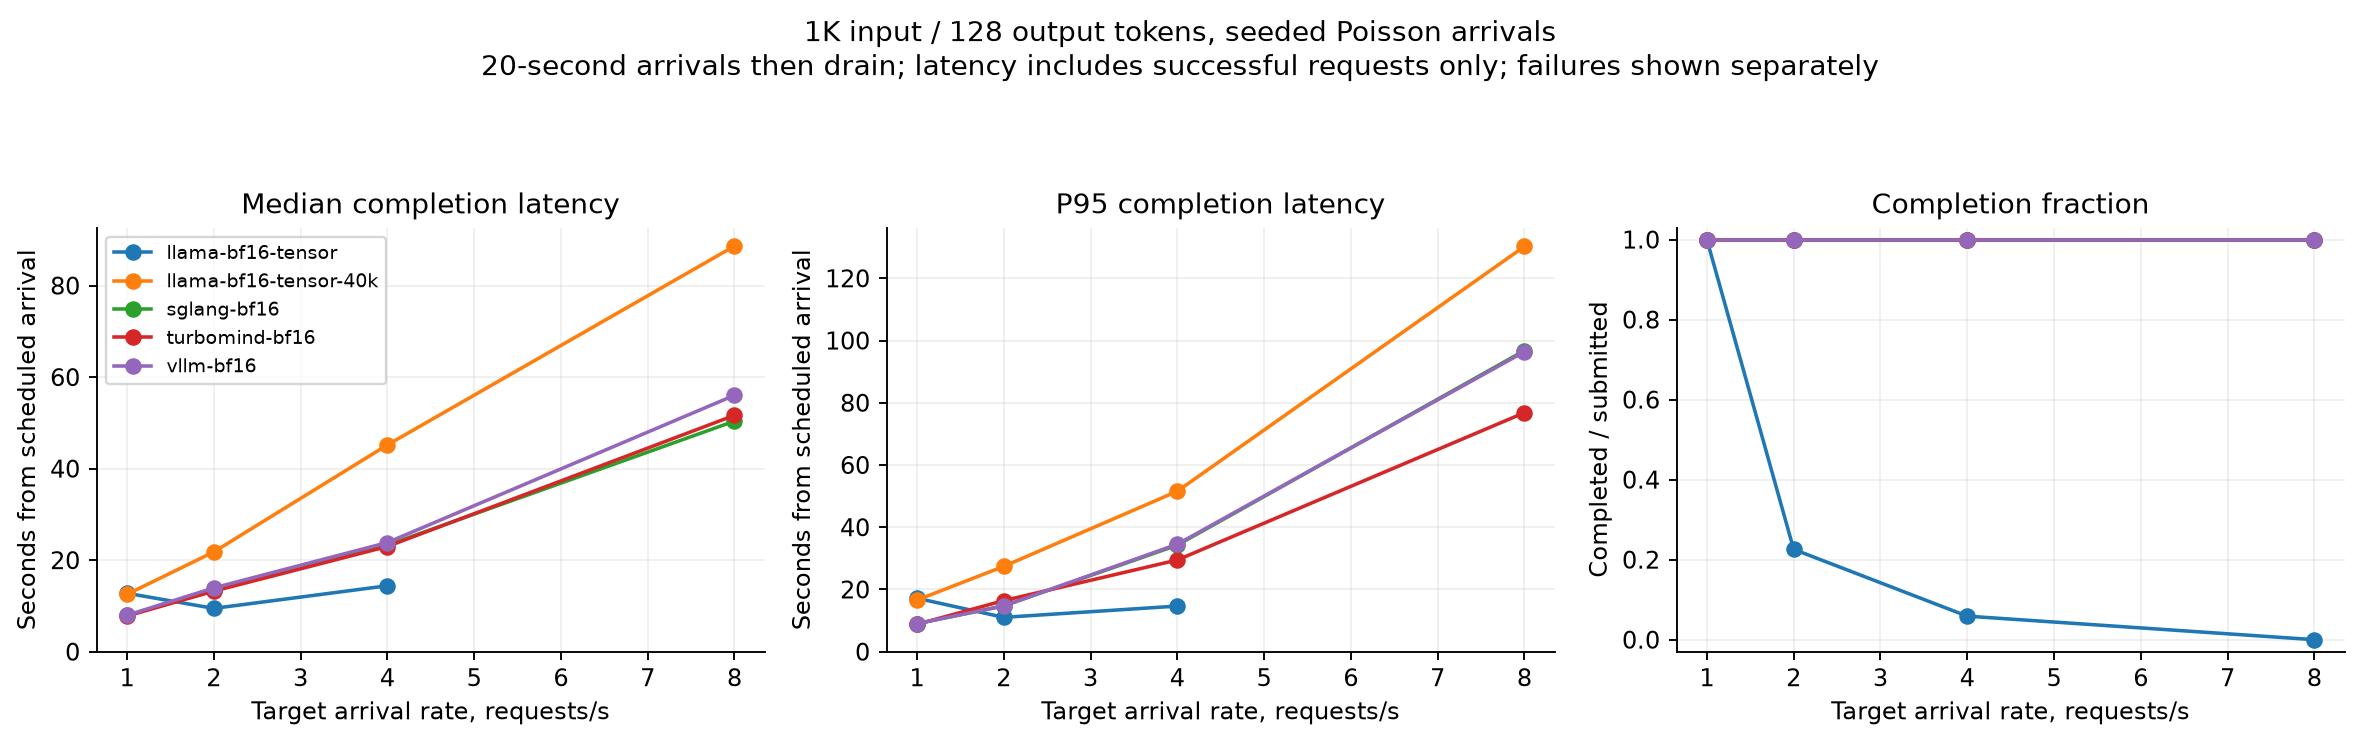 1K input / 128 output tokens, seeded Poisson arrivals
20-second arrivals then drain; latency includes successful requests only; failures shown separately
Median completion latency
Seconds from scheduled arrival
80
60
40
20
0
llama-bf16-tensor
llama-bf16-tensor-40k
sglang-bf16
turbomind-bf16
vllm-bf16
1 2 3 4 5 6 7 8
Target arrival rate, requests/s
P95 completion latency
Seconds from scheduled arrival
120
100
80
60
40
20
0
1 2 3 4 5 6 7 8
Target arrival rate, requests/s
Completion fraction
Completed / submitted
1.0
0.8
0.6
0.4
0.2
0.0
1 2 3 4 5 6 7 8
Target arrival rate, requests/s